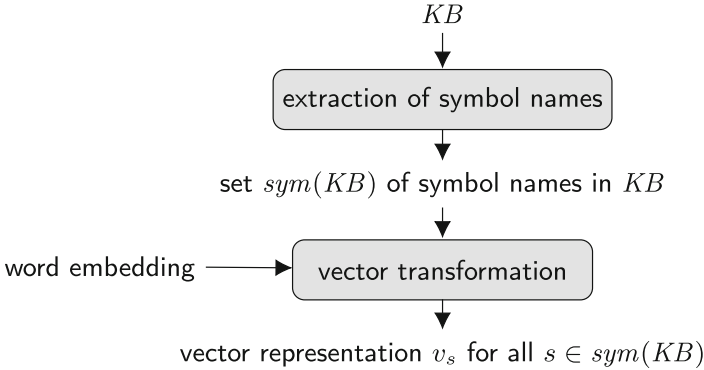 KB
extraction of symbol names
set sym(KB) of symbol names in KB
word embedding
vector transformation
vector representation vₛ for all s ∈ sym(KB)